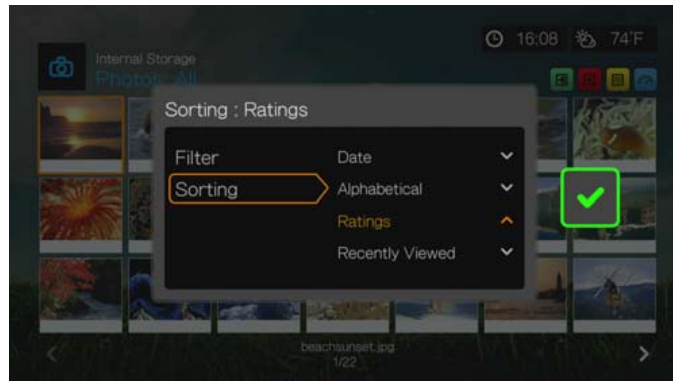 16:08 74°F
Internal Storage
Photos: All
Sorting : Ratings
Filter
Sorting
Date
Alphabetical
Ratings
Recently Viewed
beachsunset.jpg
1/22